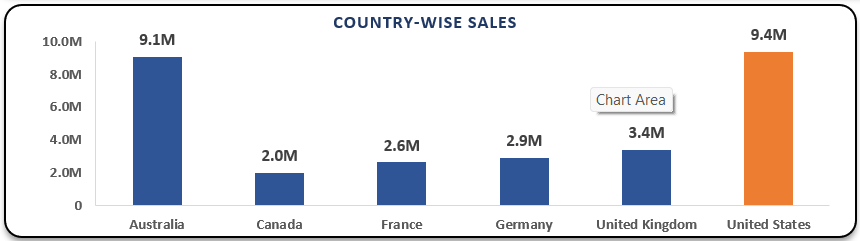 COUNTRY-WISE SALES
10.0M
8.0M
6.0M
4.0M
2.0M
0
9.1M
2.0M
2.6M
2.9M
3.4M
9.4M
Chart Area
Australia
Canada
France
Germany
United Kingdom
United States